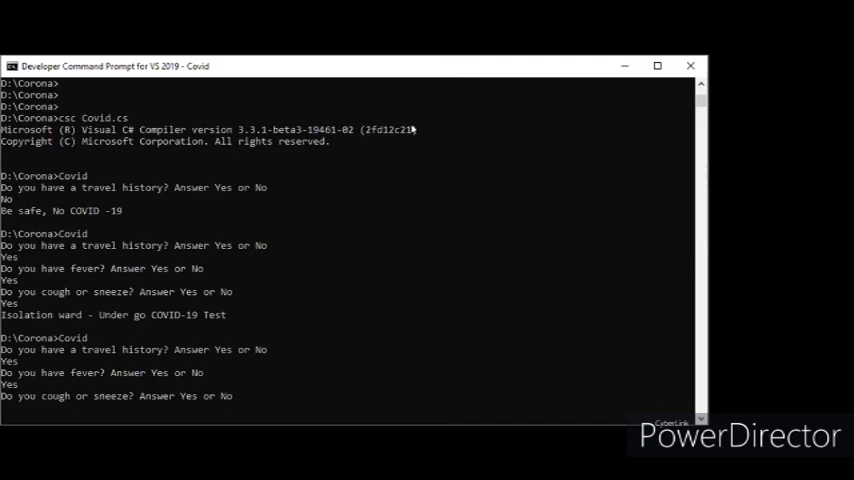 Developer Command Prompt for VS 2019 - Covid
D:\Corona>
D:\Corona>
D:\Corona>
D:\Corona>csc Covid.cs
Microsoft (R) Visual C# Compiler version 3.3.1-beta3-19461-02 (2fd12c21)
Copyright (C) Microsoft Corporation. All rights reserved.
D:\Corona>Covid
Do you have a travel history? Answer Yes or No
No
Be safe, No COVID -19
D:\Corona>Covid
Do you have a travel history? Answer Yes or No
Yes
Do you have fever? Answer Yes or No
Yes
Do you cough or sneeze? Answer Yes or No
Yes
Isolation ward - Under go COVID-19 Test
D:\Corona>Covid
Do you have a travel history? Answer Yes or No
Yes
Do you have fever? Answer Yes or No
Yes
Do you cough or sneeze? Answer Yes or No
CyberLink
PowerDirector